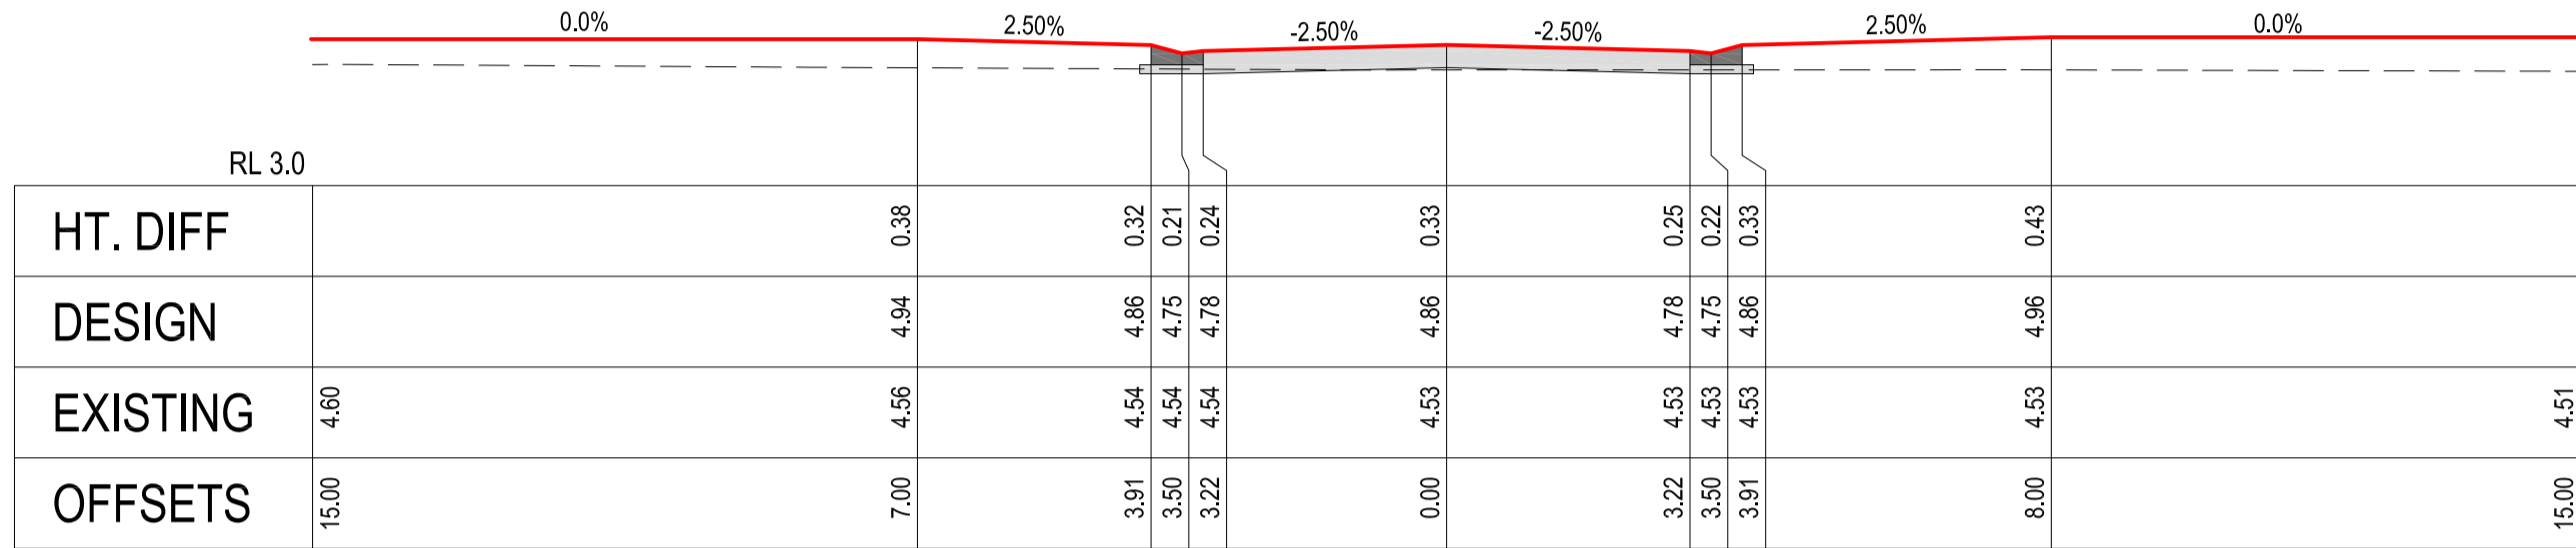 0.0% 2.50% -2.50% -2.50% 2.50% 0.0%
RL 3.0
HT. DIFF 0.38 0.32 0.21 0.24 0.33 0.25 0.22 0.33 0.43
DESIGN 4.94 4.86 4.75 4.78 4.86 4.78 4.75 4.86 4.96
EXISTING 4.60 4.56 4.54 4.54 4.54 4.53 4.53 4.53 4.53 4.53 4.51
OFFSETS 15.00 7.00 3.91 3.50 3.22 0.00 3.22 3.50 3.91 8.00 15.00